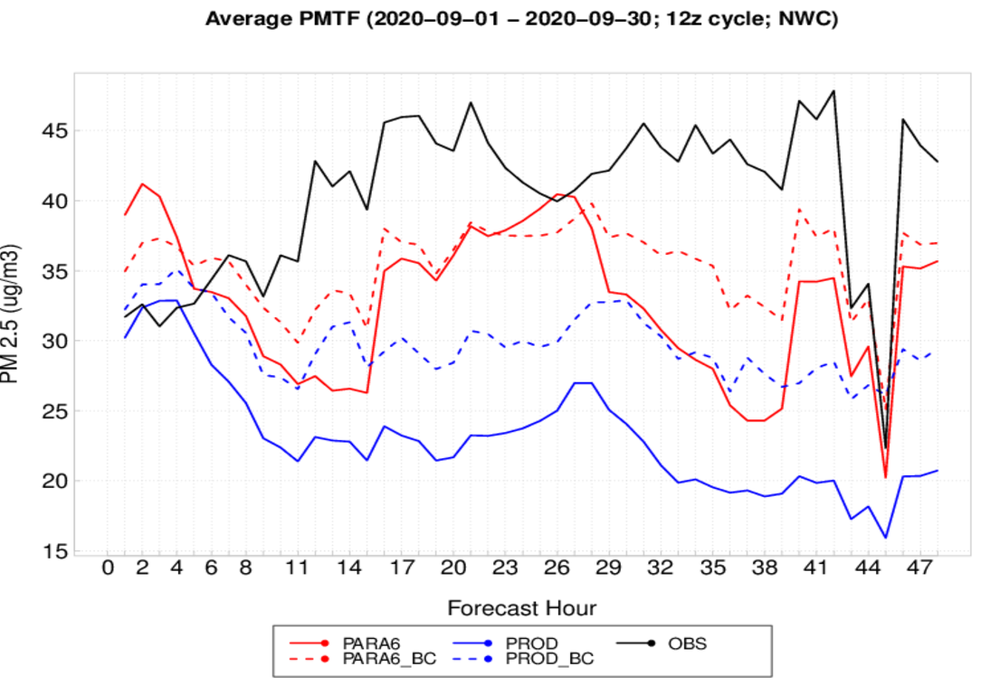 Average PMTF (2020–09–01 – 2020–09–30; 12z cycle; NWC)
PM 2.5 (ug/m3)
45
40
35
30
25
20
15
0 2 4 6 8 11 14 17 20 23 26 29 32 35 38 41 44 47
Forecast Hour
PARA6 PROD OBS
PARA6_BC PROD_BC